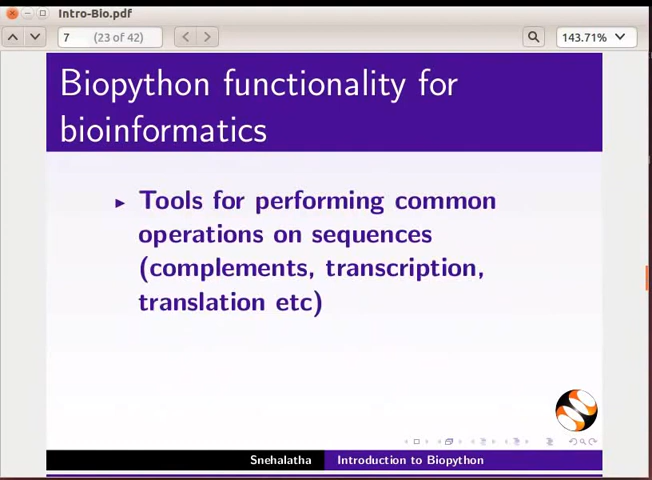 Intro-Bio.pdf
7 (23 of 42) 143.71%
Biopython functionality for
bioinformatics
Tools for performing common
operations on sequences
(complements, transcription,
translation etc)
Snehalatha Introduction to Biopython